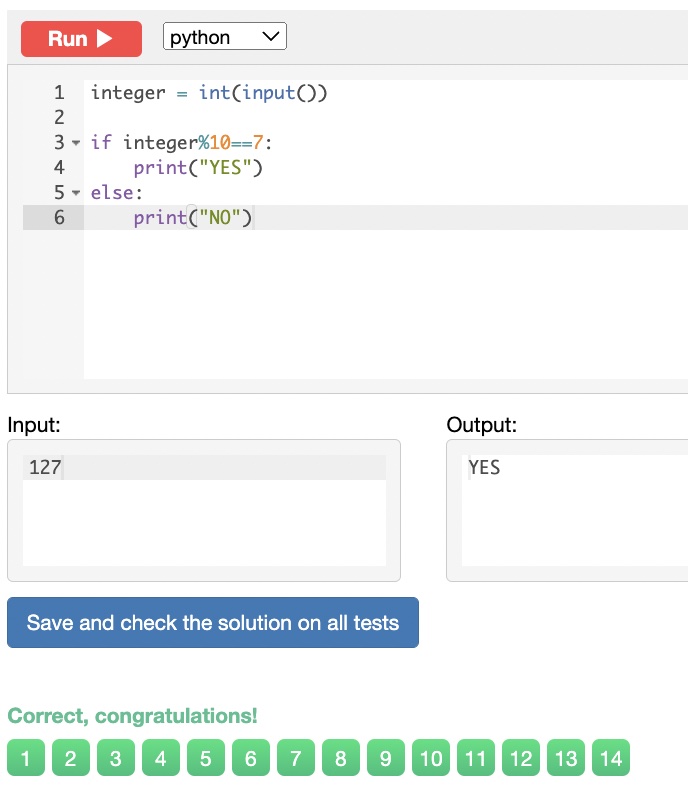 Run ▶ python
1 integer = int(input())
2
3 if integer%10==7:
4     print("YES")
5 else:
6     print("NO")
Input: Output:
127 YES
Save and check the solution on all tests
Correct, congratulations!
1 2 3 4 5 6 7 8 9 10 11 12 13 14